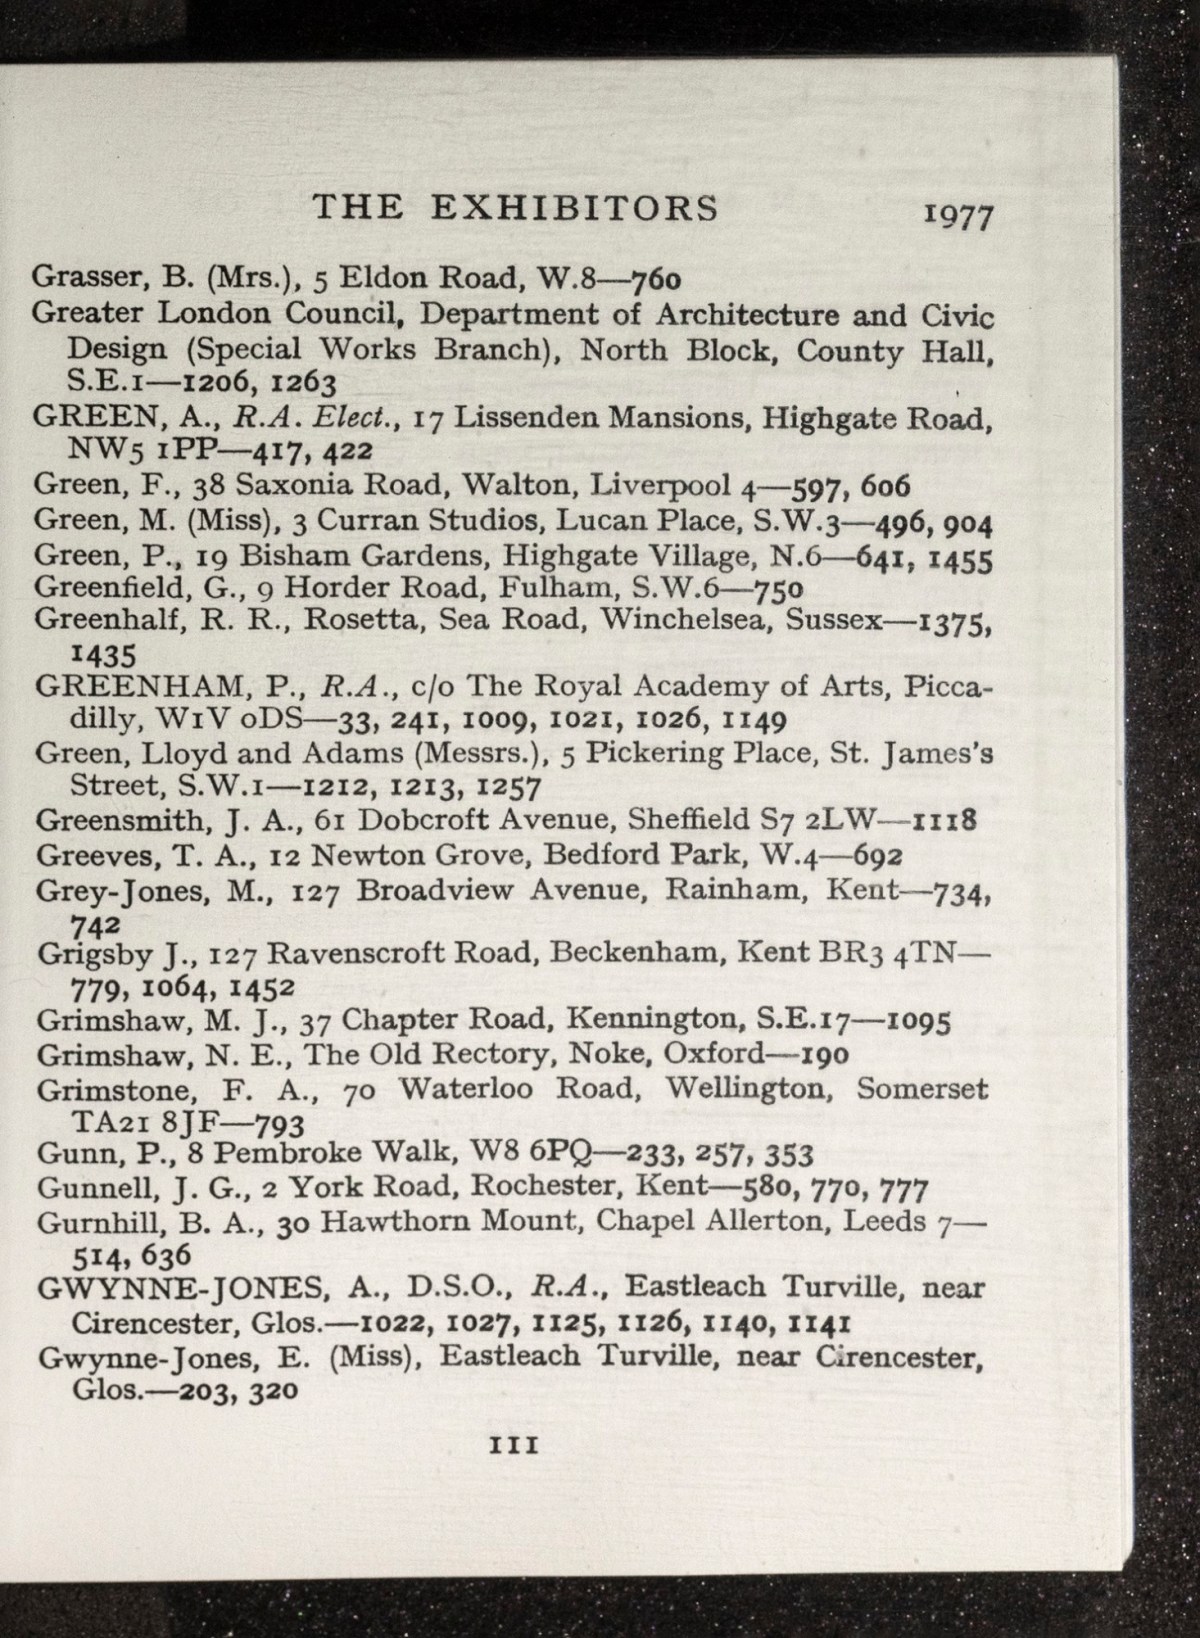 THE EXHIBITORS 1977
Grasser, B. (Mrs.), 5 Eldon Road, W.8—760
Greater London Council, Department of Architecture and Civic
Design (Special Works Branch), North Block, County Hall,
S.E.1—1206, 1263
GREEN, A., R.A. Elect., 17 Lissenden Mansions, Highgate Road,
NW5 1PP—417, 422
Green, F., 38 Saxonia Road, Walton, Liverpool 4—597, 606
Green, M. (Miss), 3 Curran Studios, Lucan Place, S.W.3—496, 904
Green, P., 19 Bisham Gardens, Highgate Village, N.6—641, 1455
Greenfield, G., 9 Horder Road, Fulham, S.W.6—750
Greenhalf, R. R., Rosetta, Sea Road, Winchelsea, Sussex—1375,
1435
GREENHAM, P., R.A., c/o The Royal Academy of Arts, Picca-
dilly, W1V 0DS—33, 241, 1009, 1021, 1026, 1149
Green, Lloyd and Adams (Messrs.), 5 Pickering Place, St. James's
Street, S.W.1—1212, 1213, 1257
Greensmith, J. A., 61 Dobcroft Avenue, Sheffield S7 2LW—1118
Greeves, T. A., 12 Newton Grove, Bedford Park, W.4—692
Grey-Jones, M., 127 Broadview Avenue, Rainham, Kent—734,
742
Grigsby J., 127 Ravenscroft Road, Beckenham, Kent BR3 4TN—
779, 1064, 1452
Grimshaw, M. J., 37 Chapter Road, Kennington, S.E.17—1095
Grimshaw, N. E., The Old Rectory, Noke, Oxford—190
Grimstone, F. A., 70 Waterloo Road, Wellington, Somerset
TA21 8JF—793
Gunn, P., 8 Pembroke Walk, W8 6PQ—233, 257, 353
Gunnell, J. G., 2 York Road, Rochester, Kent—580, 770, 777
Gurnhill, B. A., 30 Hawthorn Mount, Chapel Allerton, Leeds 7—
514, 636
GWYNNE-JONES, A., D.S.O., R.A., Eastleach Turville, near
Cirencester, Glos.—1022, 1027, 1125, 1126, 1140, 1141
Gwynne-Jones, E. (Miss), Eastleach Turville, near Cirencester,
Glos.—203, 320
111